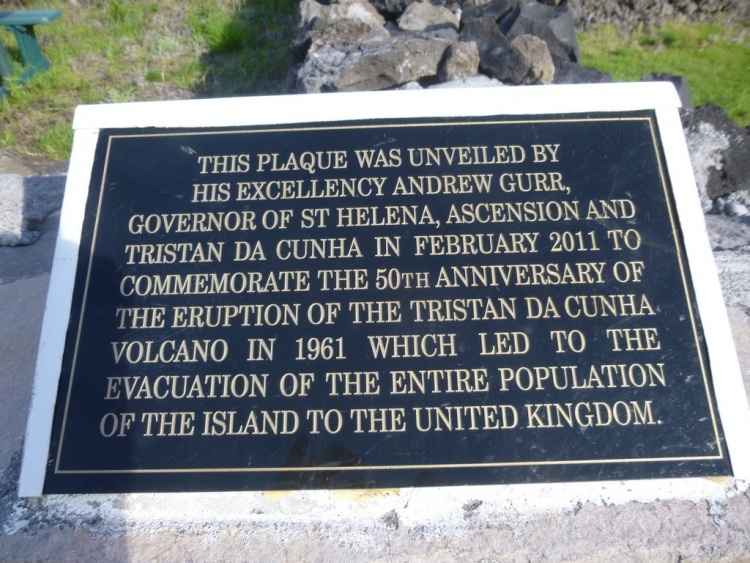 THIS PLAQUE WAS UNVEILED BY
HIS EXCELLENCY ANDREW GURR,
GOVERNOR OF ST HELENA, ASCENSION AND
TRISTAN DA CUNHA IN FEBRUARY 2011 TO
COMMEMORATE THE 50TH ANNIVERSARY OF
THE ERUPTION OF THE TRISTAN DA CUNHA
VOLCANO IN 1961 WHICH LED TO THE
EVACUATION OF THE ENTIRE POPULATION
OF THE ISLAND TO THE UNITED KINGDOM.